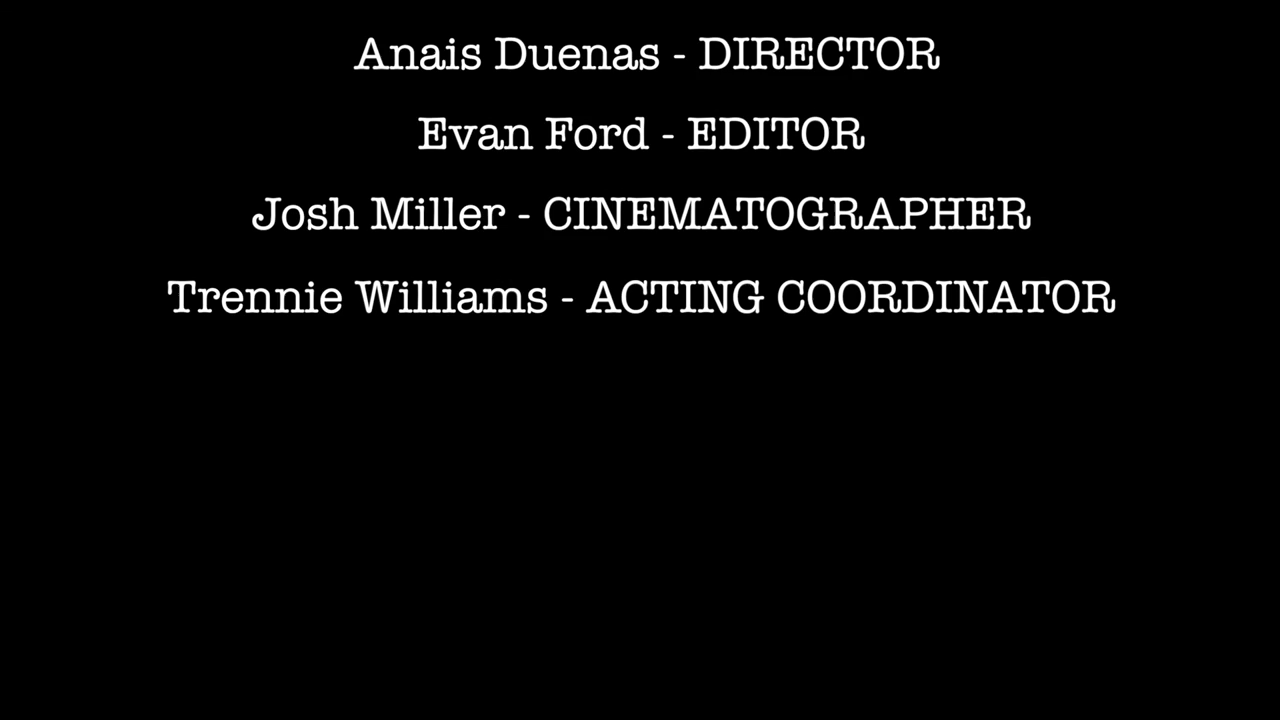 Anais Duenas - DIRECTOR
Evan Ford - EDITOR
Josh Miller - CINEMATOGRAPHER
Trennie Williams - ACTING COORDINATOR